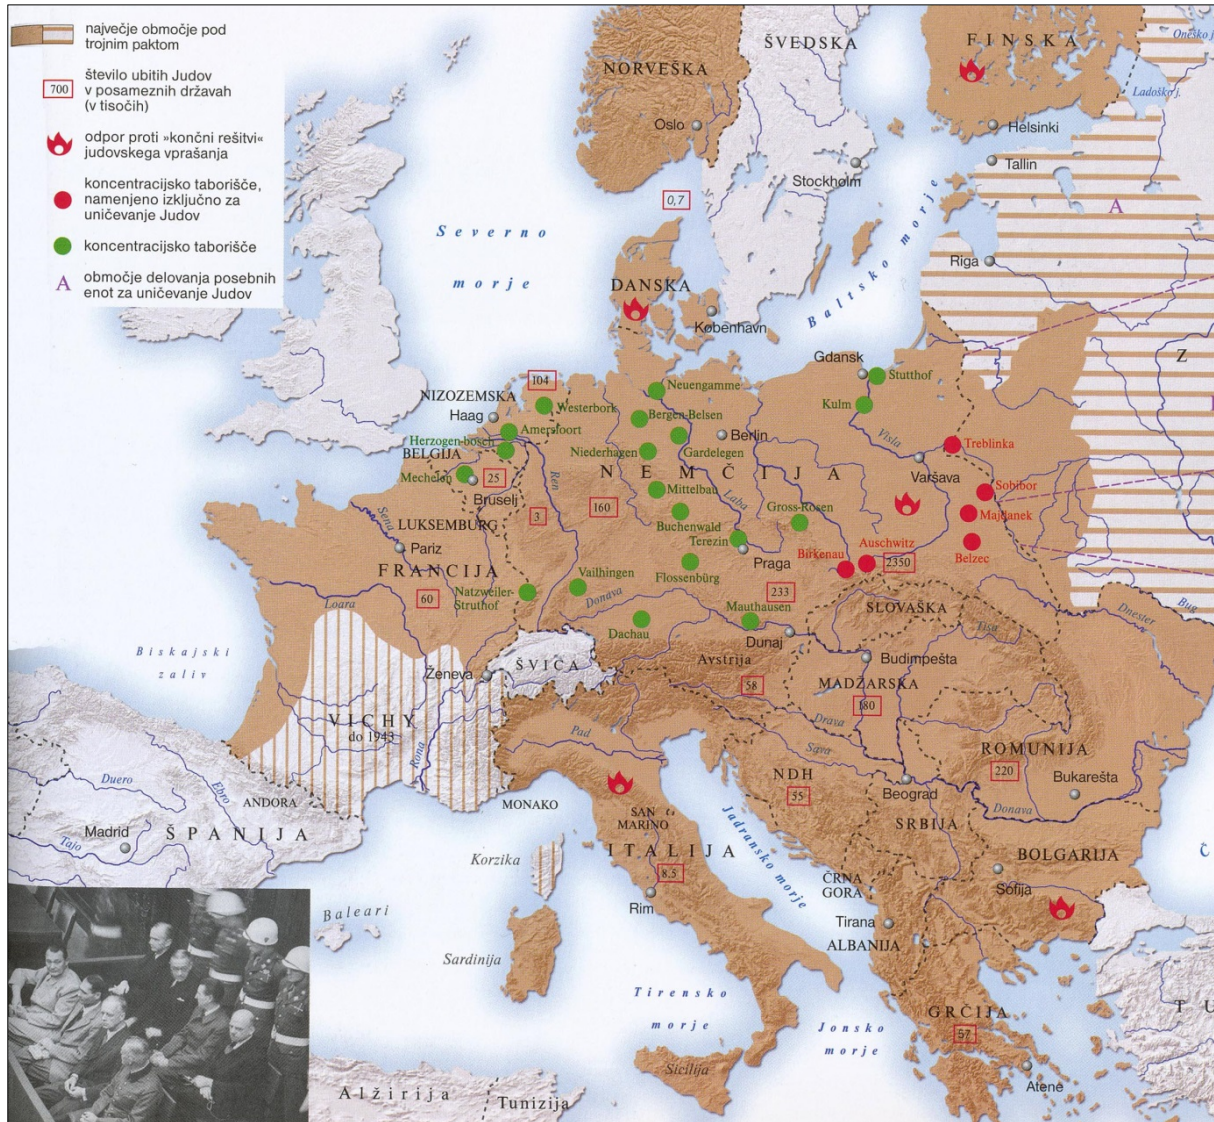 največje območje pod
trojnim paktom
700
število ubitih Judov
v posameznih državah
(v tisočih)
odpor proti »končni rešitvi«
judovskega vprašanja
koncentracijsko taborišče,
namenjeno izključno za
uničevanje Judov
koncentracijsko taborišče
A
območje delovanja posebnih
enot za uničevanje Judov
NORVEŠKA
ŠVEDSKA
FINSKA
Oneško j.
Ladoško j.
Oslo
Helsinki
Stockholm
Tallin
0,7
A
Severno
morje
Baltsko morje
Riga
DANSKA
København
Z
Gdansk
Stutthof
Kulm
104
NIZOZEMSKA
Haag
Westerbork
Neuengamme
Bergen-Belsen
Berlin
Amersfoort
Herzogen-bosch
Gardelegen
Niederhagen
Visla
Treblinka
BELGIJA
NEMČIJA
Varšava
Mechelen
25
Bruselj
Ren
Mittelbau
Laba
Sobibor
LUKSEMBURG
3
160
Buchenwald
Gross-Rosen
Majdanek
Sena
Pariz
Terezin
Praga
Birkenau
Auschwitz
2350
Belzec
FRANCIJA
Vailhingen
Flossenbürg
60
Natzweiler-
Struthof
Donava
233
Mauthausen
SLOVAŠKA
Dnester
Bug
Loara
Dachau
Dunaj
Tisa
Biskajski
zaliv
Ženeva
ŠVICA
Avstrija
58
Budimpešta
MADŽARSKA
180
VICHY
do 1943
Rona
Pad
Drava
Sava
ROMUNIJA
220
Bukarešta
Duero
Ebro
ANDORA
MONAKO
NDH
55
Beograd
Donava
Madrid
Tajo
ŠPANIJA
SAN
MARINO
SRBIJA
Korzika
ITALIJA
Jadransko morje
BOLGARIJA
8.5
ČRNA
GORA
Sofija
Č
Rim
Baleari
Tirana
ALBANIJA
Sardinija
Tirensko
morje
Jonsko
morje
GRČIJA
57
T U
Sicilija
Atene
Alžirija
Tunizija